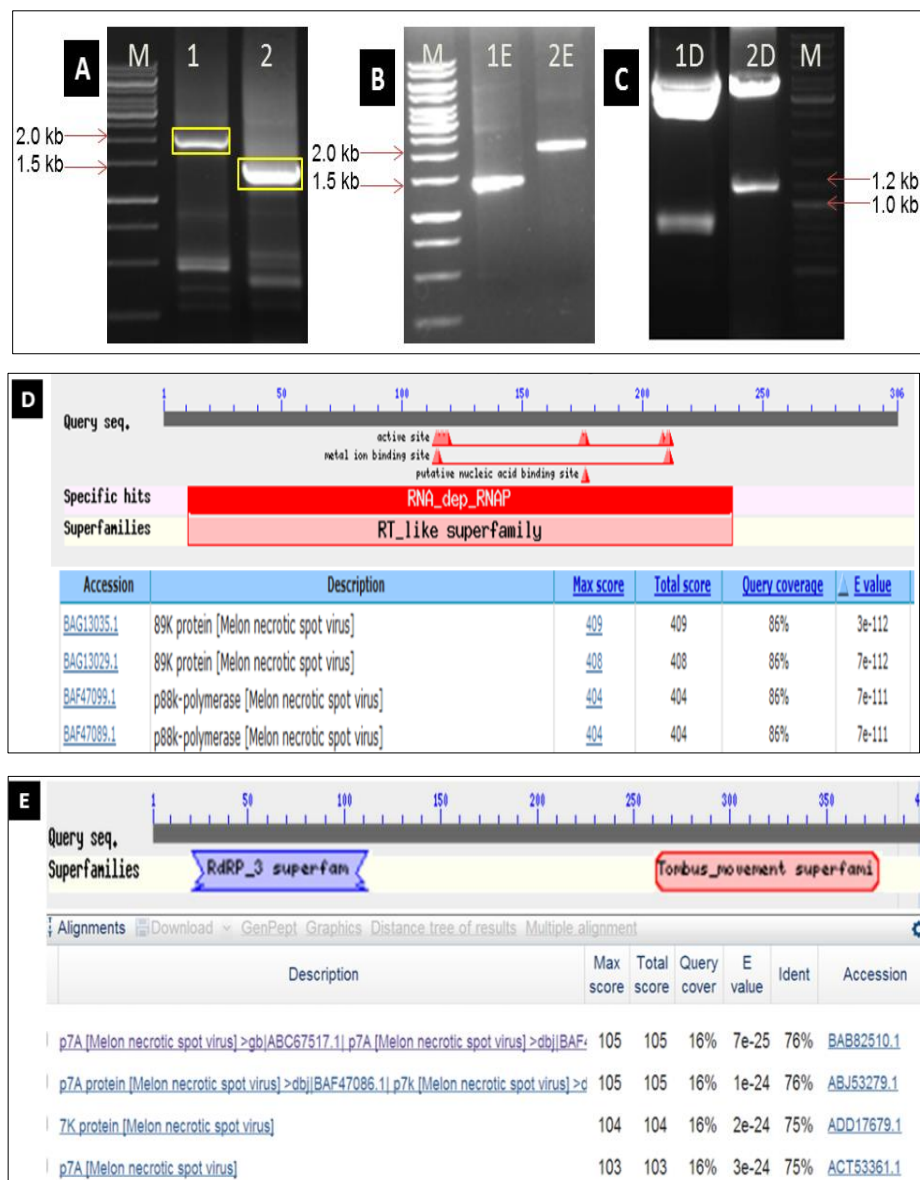 A
M 1 2
2.0 kb
1.5 kb
B
M 1E 2E
2.0 kb
1.5 kb
C
1D 2D M
1.2 kb
1.0 kb
D
1 50 100 150 200 250 306
Query seq.
active site
metal ion binding site
putative nucleic acid binding site
Specific hits RNA_dep_RNAP
Superfamilies RT_like superfamily
Accession Description Max score Total score Query coverage E value
BAG13035.1 89K protein [Melon necrotic spot virus] 409 409 86% 3e-112
BAG13029.1 89K protein [Melon necrotic spot virus] 408 408 86% 7e-112
BAF47099.1 p88k-polymerase [Melon necrotic spot virus] 404 404 86% 7e-111
BAF47089.1 p88k-polymerase [Melon necrotic spot virus] 404 404 86% 7e-111
E
1 50 100 150 200 250 300 350 4
Query seq.
Superfamilies RdRP_3 superfam Tombus_movement superfami
Alignments Download GenPept Graphics Distance tree of results Multiple alignment
Description Max score Total score Query cover E value Ident Accession
p7A [Melon necrotic spot virus] >gb|ABC67517.1| p7A [Melon necrotic spot virus] >dbj|BAF4 105 105 16% 7e-25 76% BAB82510.1
p7A protein [Melon necrotic spot virus] >dbj|BAF47086.1| p7k [Melon necrotic spot virus] >d 105 105 16% 1e-24 76% ABJ53279.1
7K protein [Melon necrotic spot virus] 104 104 16% 2e-24 75% ADD17679.1
p7A [Melon necrotic spot virus] 103 103 16% 3e-24 75% ACT53361.1